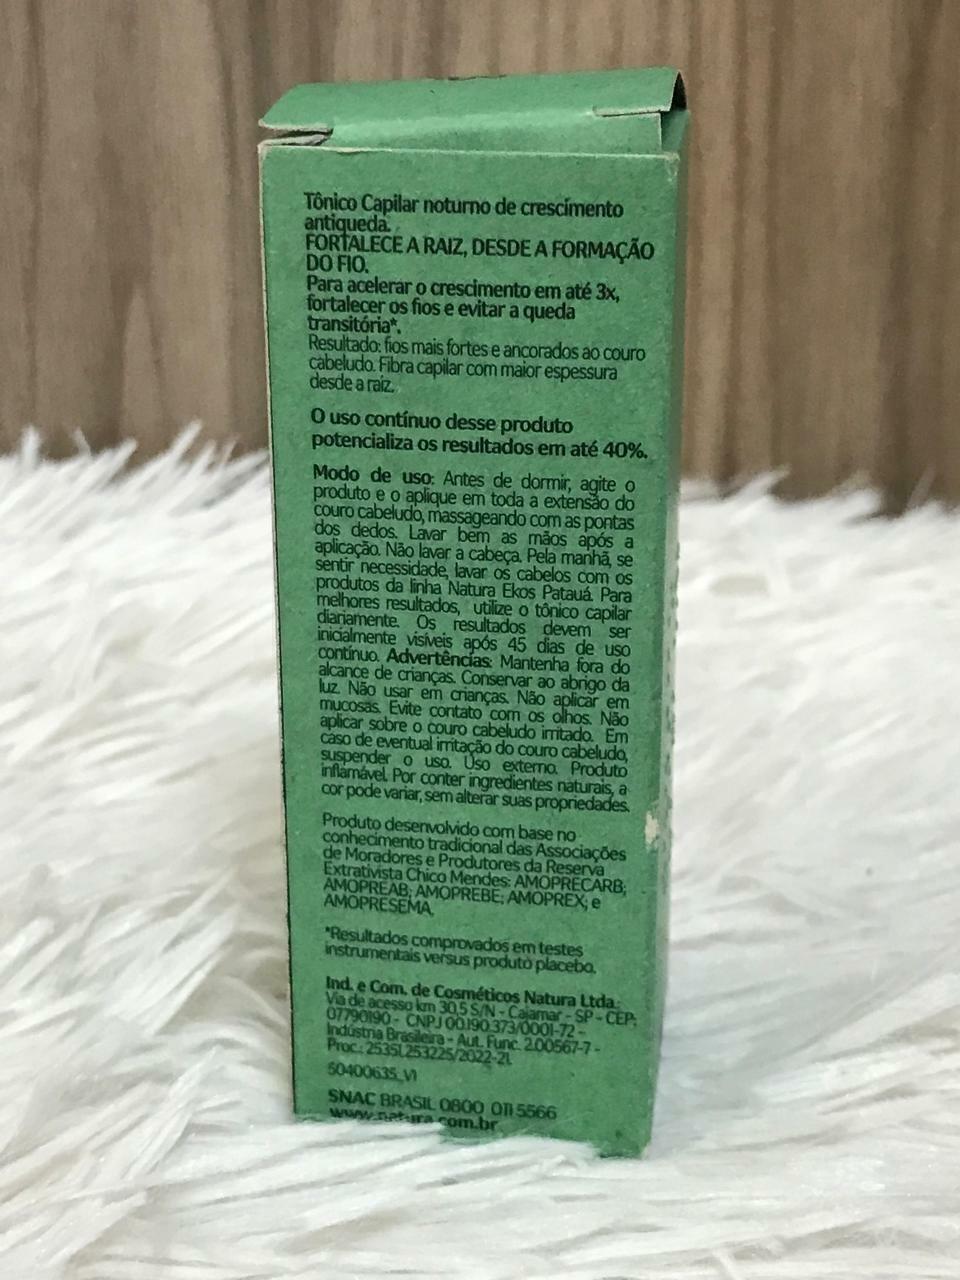 Tônico Capilar noturno de crescimento
antiqueda.
FORTALECE A RAIZ, DESDE A FORMAÇÃO
DO FIO.
Para acelerar o crescimento em até 3x,
fortalecer os fios e evitar a queda
transitória*.
Resultado: fios mais fortes e ancorados ao couro
cabeludo. Fibra capilar com maior espessura
desde a raiz.
O uso contínuo desse produto
potencializa os resultados em até 40%.
Modo de uso: Antes de dormir, agite o
produto e o aplique em toda a extensão do
couro cabeludo, massageando com as pontas
dos dedos. Lavar bem as mãos após a
aplicação. Não lavar a cabeça. Pela manhã, se
sentir necessidade, lavar os cabelos com os
produtos da linha Natura Ekos Patauá. Para
melhores resultados, utilize o tônico capilar
diariamente. Os resultados devem ser
inicialmente visíveis após 45 dias de uso
contínuo. Advertências: Mantenha fora do
alcance de crianças. Conservar ao abrigo da
luz. Não usar em crianças. Não aplicar em
mucosas. Evite contato com os olhos. Não
aplicar sobre o couro cabeludo irritado. Em
caso de eventual irritação do couro cabeludo,
suspender o uso. Uso externo. Produto
inflamável. Por conter ingredientes naturais, a
cor pode variar, sem alterar suas propriedades.
Produto desenvolvido com base no
conhecimento tradicional das Associações
de Moradores e Produtores da Reserva
Extrativista Chico Mendes: AMOPRECARB;
AMOPREAB; AMOPREBE; AMOPREX; e
AMOPRESEMA.
*Resultados comprovados em testes
instrumentais versus produto placebo.
Ind. e Com. de Cosméticos Natura Ltda.:
Via de acesso km 30,5 S/N - Cajamar - SP - CEP:
07790190 - CNPJ 00.190.373/0001-72 -
Indústria Brasileira - Aut. Func. 2.00567-7 -
Proc.: 25351.253225/2022-21.
50400635_V1
SNAC BRASIL 0800 011 5566
www.natura.com.br